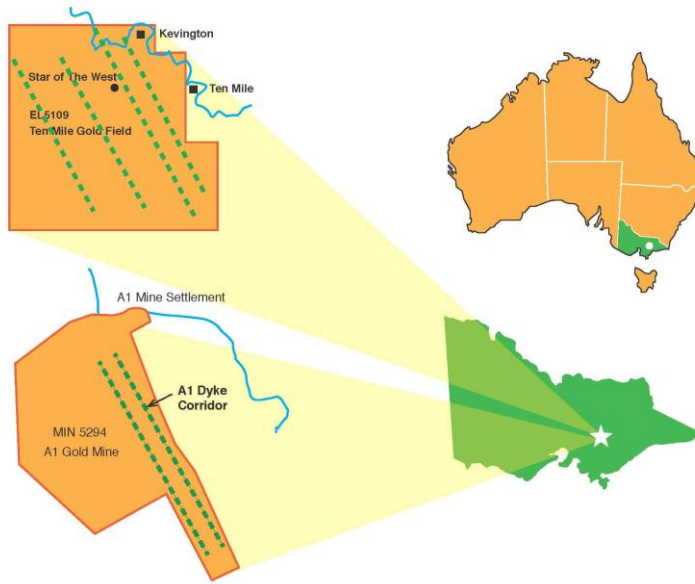 Kevington
Star of The West
Ten Mile
EL5109
Ten Mile Gold Field
A1 Mine Settlement
A1 Dyke
Corridor
MIN 5294
A1 Gold Mine